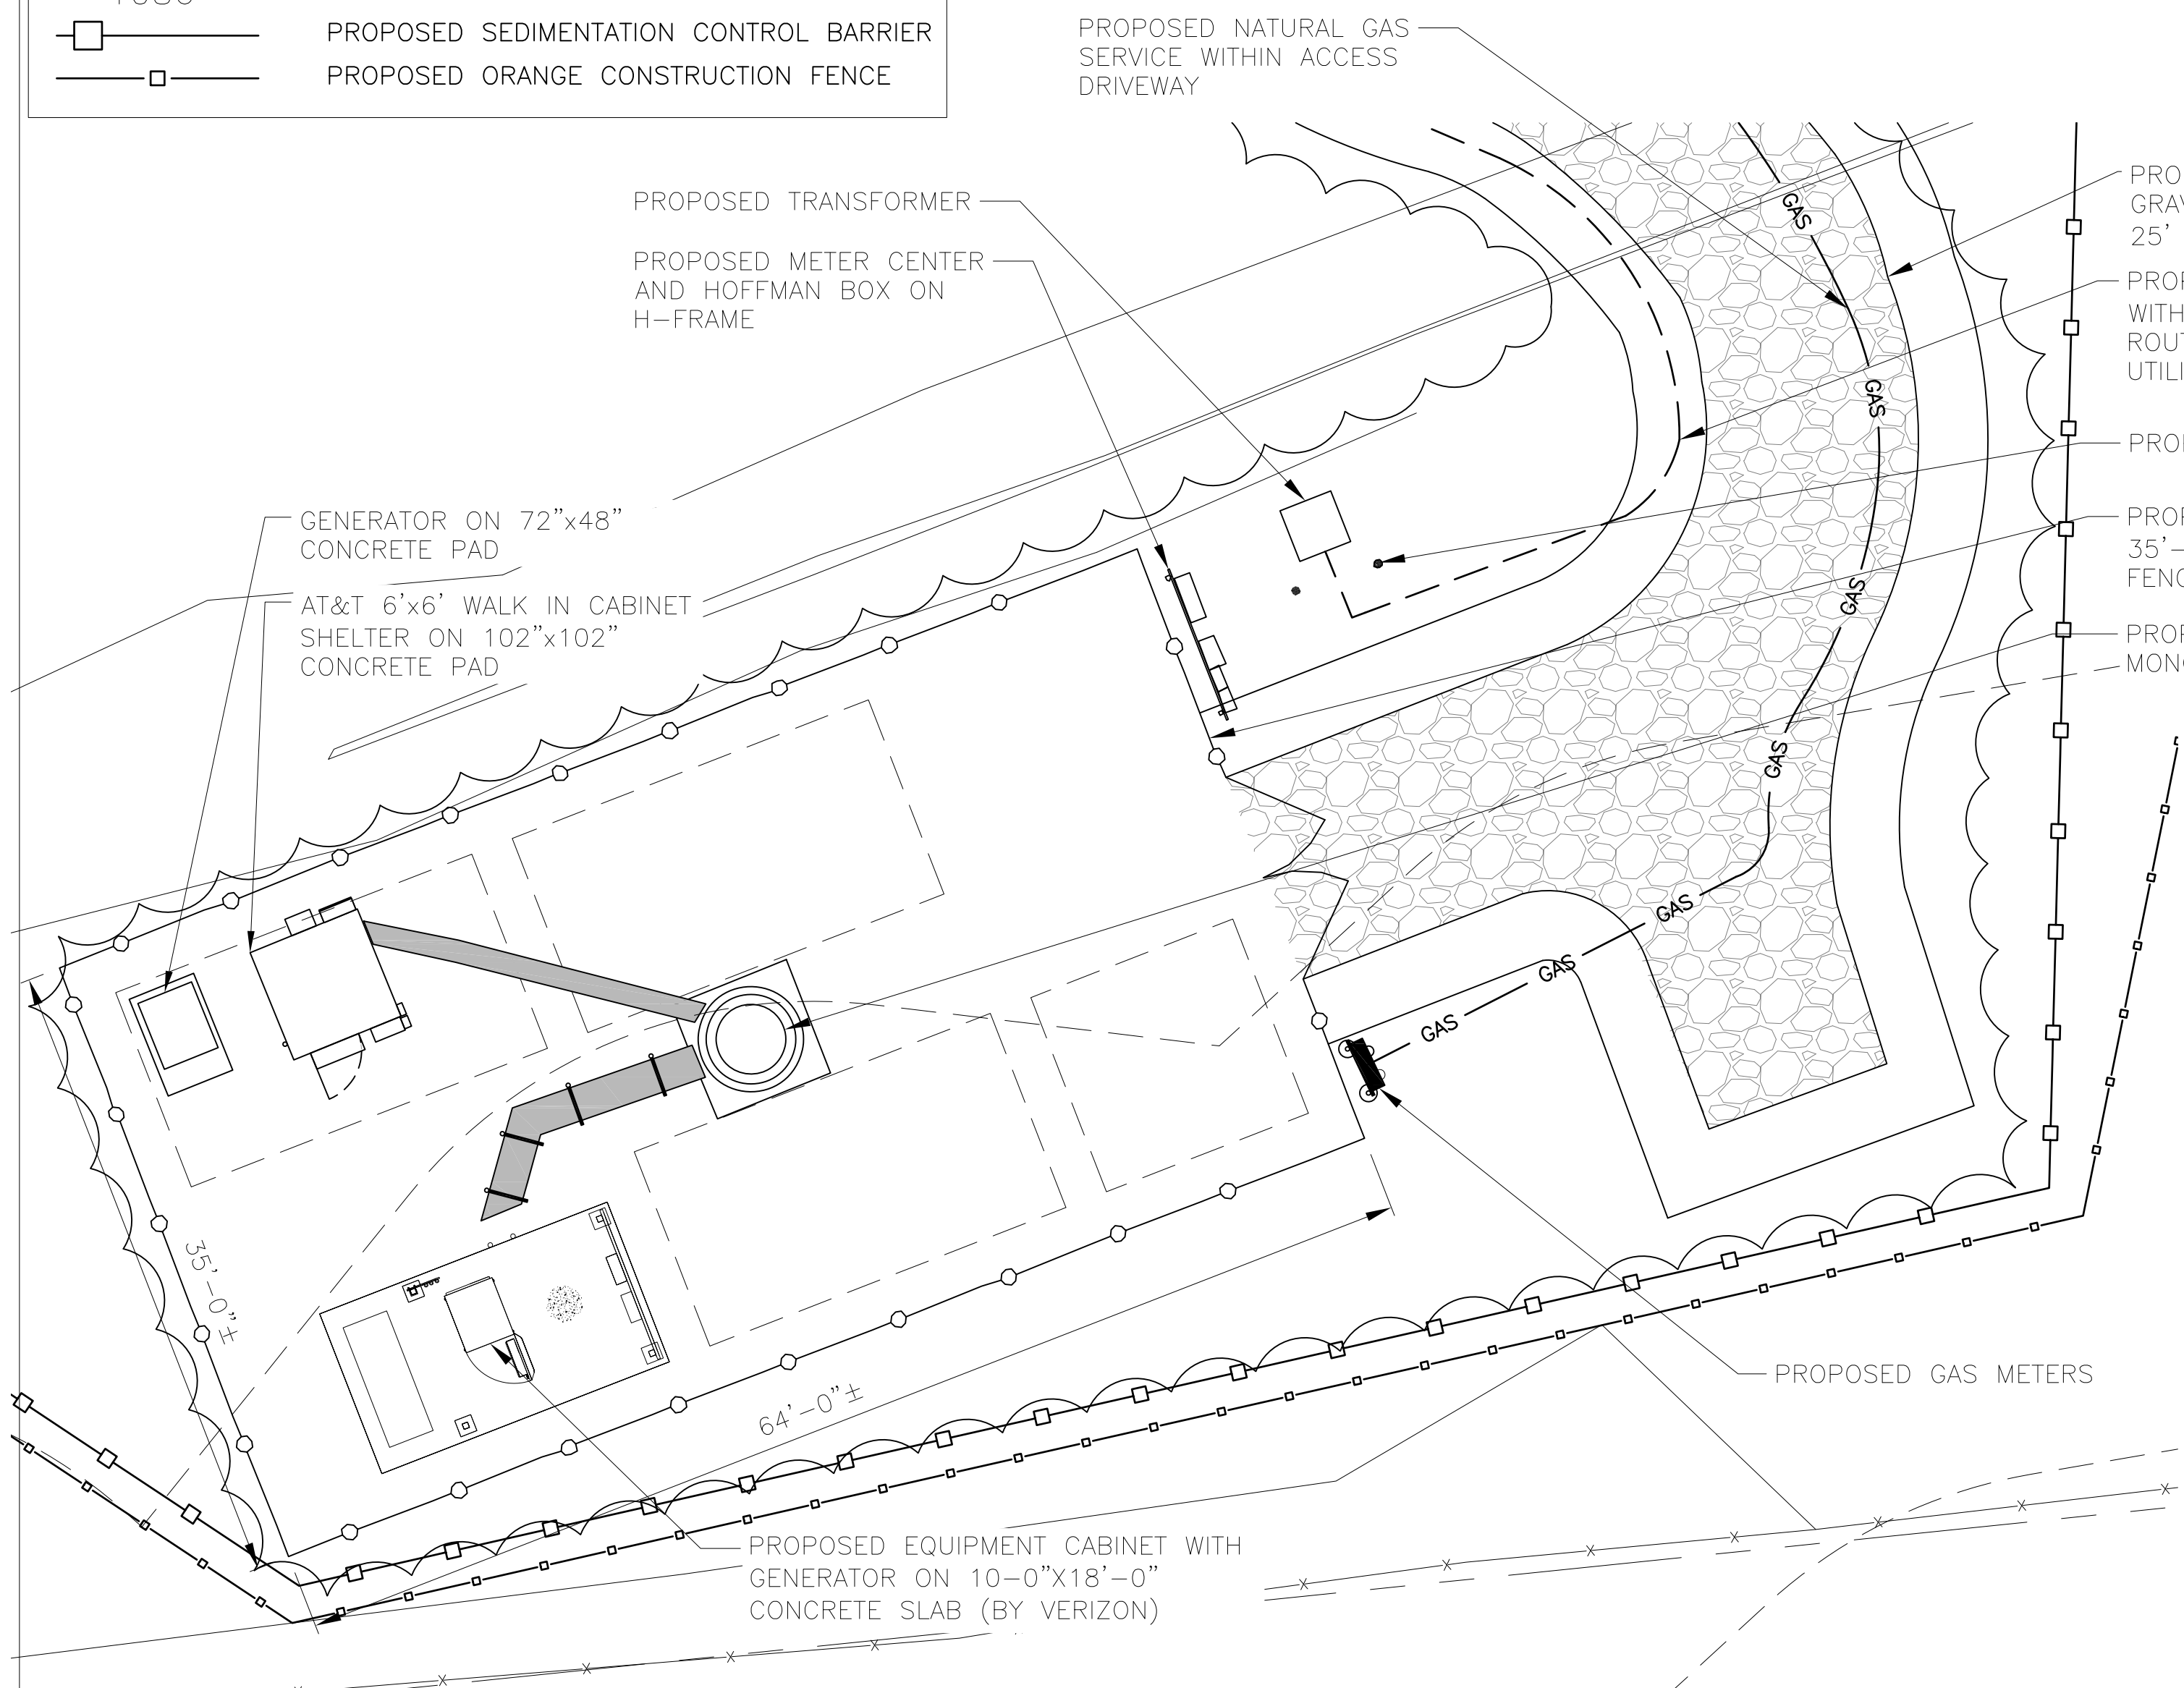 PROPOSED SEDIMENTATION CONTROL BARRIER
PROPOSED ORANGE CONSTRUCTION FENCE
PROPOSED NATURAL GAS
SERVICE WITHIN ACCESS
DRIVEWAY
PROPOSED TRANSFORMER
PROPOSED METER CENTER
AND HOFFMAN BOX ON
H-FRAME
GENERATOR ON 72"x48"
CONCRETE PAD
AT&T 6'x6' WALK IN CABINET
SHELTER ON 102"x102"
CONCRETE PAD
25'
35'-
GAS
GAS
GAS
GAS
GAS
GAS
GAS
35'-0"±
64'-0"±
PROPOSED GAS METERS
PROPOSED EQUIPMENT CABINET WITH
GENERATOR ON 10-0"X18'-0"
CONCRETE SLAB (BY VERIZON)